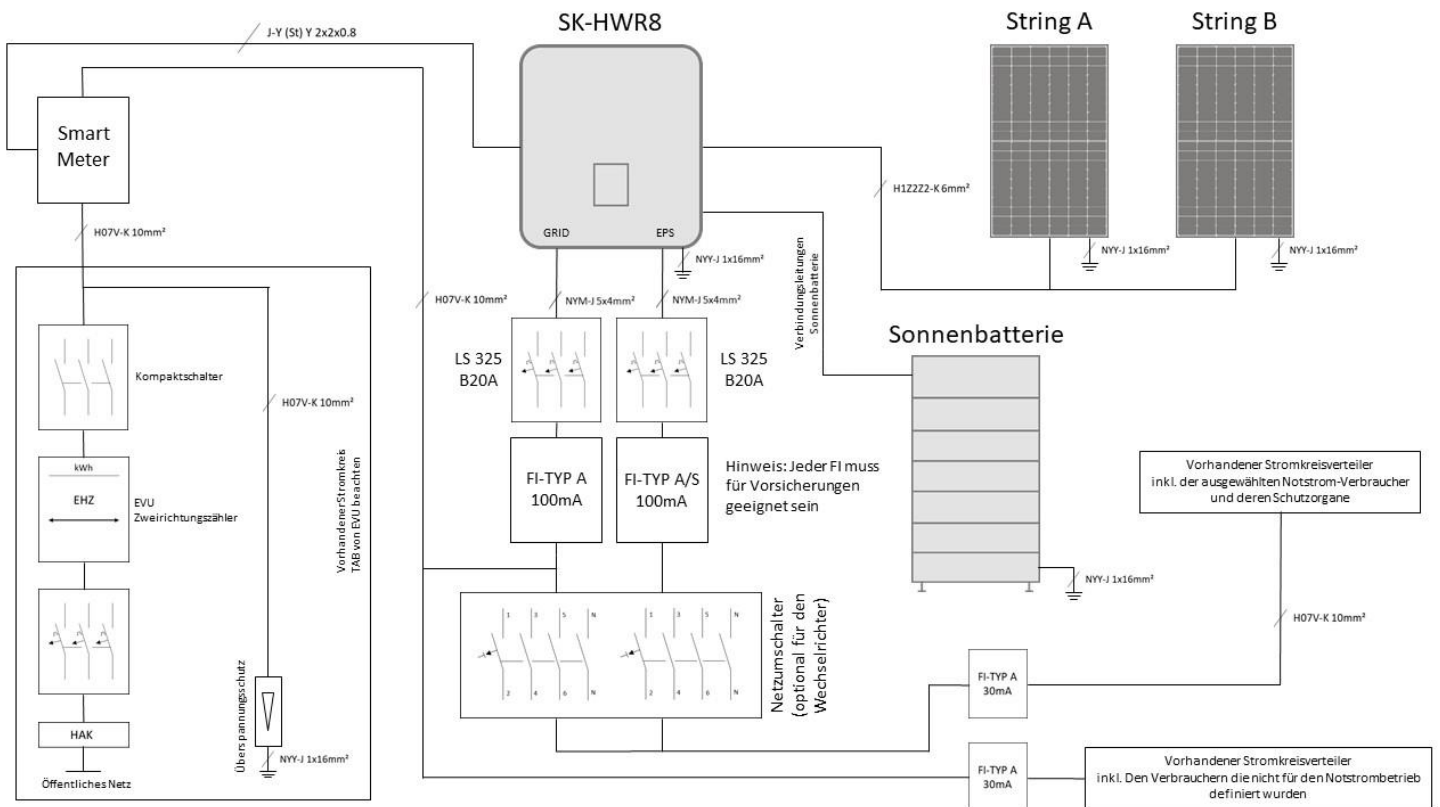 J-Y (St) Y 2x2x0.8
SK-HWR8
String A
String B
Smart
Meter
H1Z2Z2-K 6mm²
H07V-K 10mm²
GRID
EPS
NYY-J 1x16mm²
NYY-J 1x16mm²
NYY-J 1x16mm²
H07V-K 10mm²
NYM-J 5x4mm²
NYM-J 5x4mm²
Verbindungsleitungen
Sonnenbatterie
Sonnenbatterie
LS 325
B20A
LS 325
B20A
Kompaktschalter
H07V-K 10mm²
FI-TYP A
100mA
FI-TYP A/S
100mA
Hinweis: Jeder FI muss
für Vorsicherungen
geeignet sein
Vorhandener Stromkreisverteiler
inkl. der ausgewählten Notstrom-Verbraucher
und deren Schutzorgane
kWh
EHZ
EVU
Zweirichtungszähler
Vorhandener Stromkreis
TAB von EVU beachten
NYY-J 1x16mm²
H07V-K 10mm²
1 3 5 N
1 3 5 N
2 4 6 N
2 4 6 N
Netzumschalter
(optional für den
Wechselrichter)
FI-TYP A
30mA
Überspannungsschutz
HAK
NYY-J 1x16mm²
Öffentliches Netz
FI-TYP A
30mA
Vorhandener Stromkreisverteiler
inkl. Den Verbrauchern die nicht für den Notstrombetrieb
definiert wurden